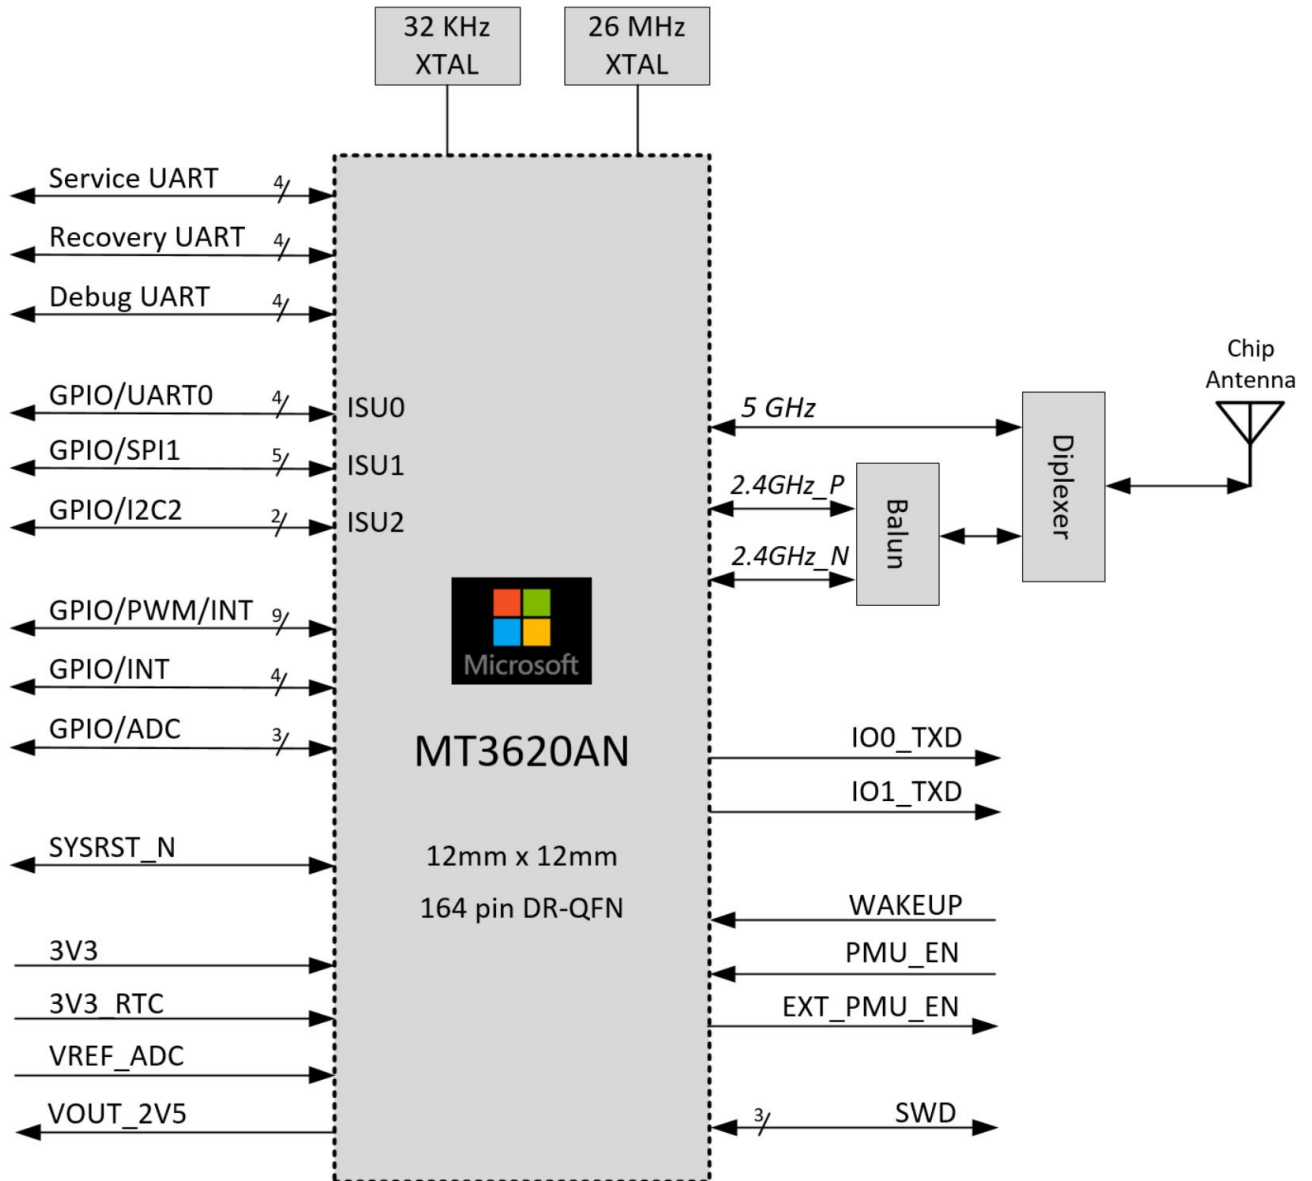 32 KHz
XTAL
26 MHz
XTAL
Service UART
4
Recovery UART
4
Debug UART
4
GPIO/UART0
4
ISU0
GPIO/SPI1
5
ISU1
GPIO/I2C2
2
ISU2
GPIO/PWM/INT
9
GPIO/INT
4
GPIO/ADC
3
SYSRST_N
3V3
3V3_RTC
VREF_ADC
VOUT_2V5
Microsoft
MT3620AN
12mm x 12mm
164 pin DR-QFN
5 GHz
2.4GHz_P
2.4GHz_N
Balun
Diplexer
Chip
Antenna
IO0_TXD
IO1_TXD
WAKEUP
PMU_EN
EXT_PMU_EN
3
SWD